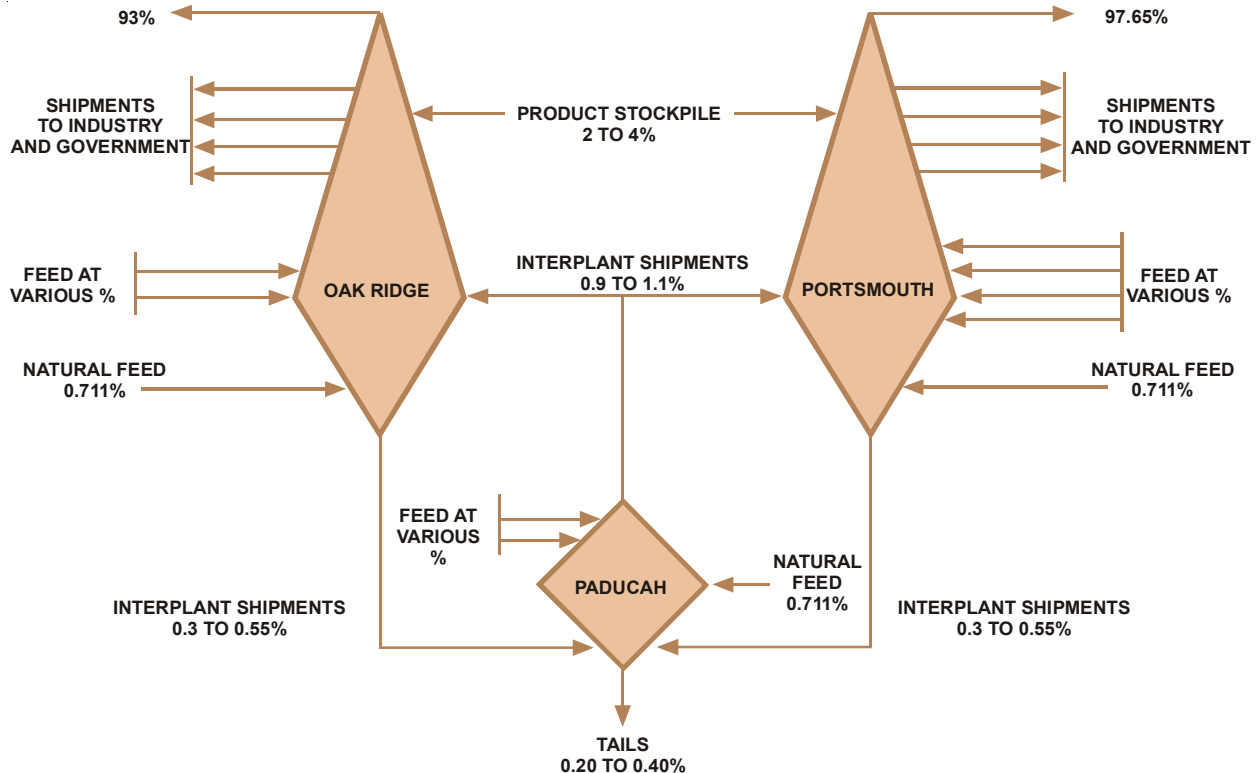 93%
97.65%
SHIPMENTS
TO INDUSTRY
AND GOVERNMENT
PRODUCT STOCKPILE
2 TO 4%
SHIPMENTS
TO INDUSTRY
AND GOVERNMENT
FEED AT
VARIOUS %
OAK RIDGE
INTERPLANT SHIPMENTS
0.9 TO 1.1%
PORTSMOUTH
FEED AT
VARIOUS %
NATURAL FEED
0.711%
NATURAL FEED
0.711%
FEED AT
VARIOUS
%
PADUCAH
NATURAL
FEED
0.711%
INTERPLANT SHIPMENTS
0.3 TO 0.55%
INTERPLANT SHIPMENTS
0.3 TO 0.55%
TAILS
0.20 TO 0.40%